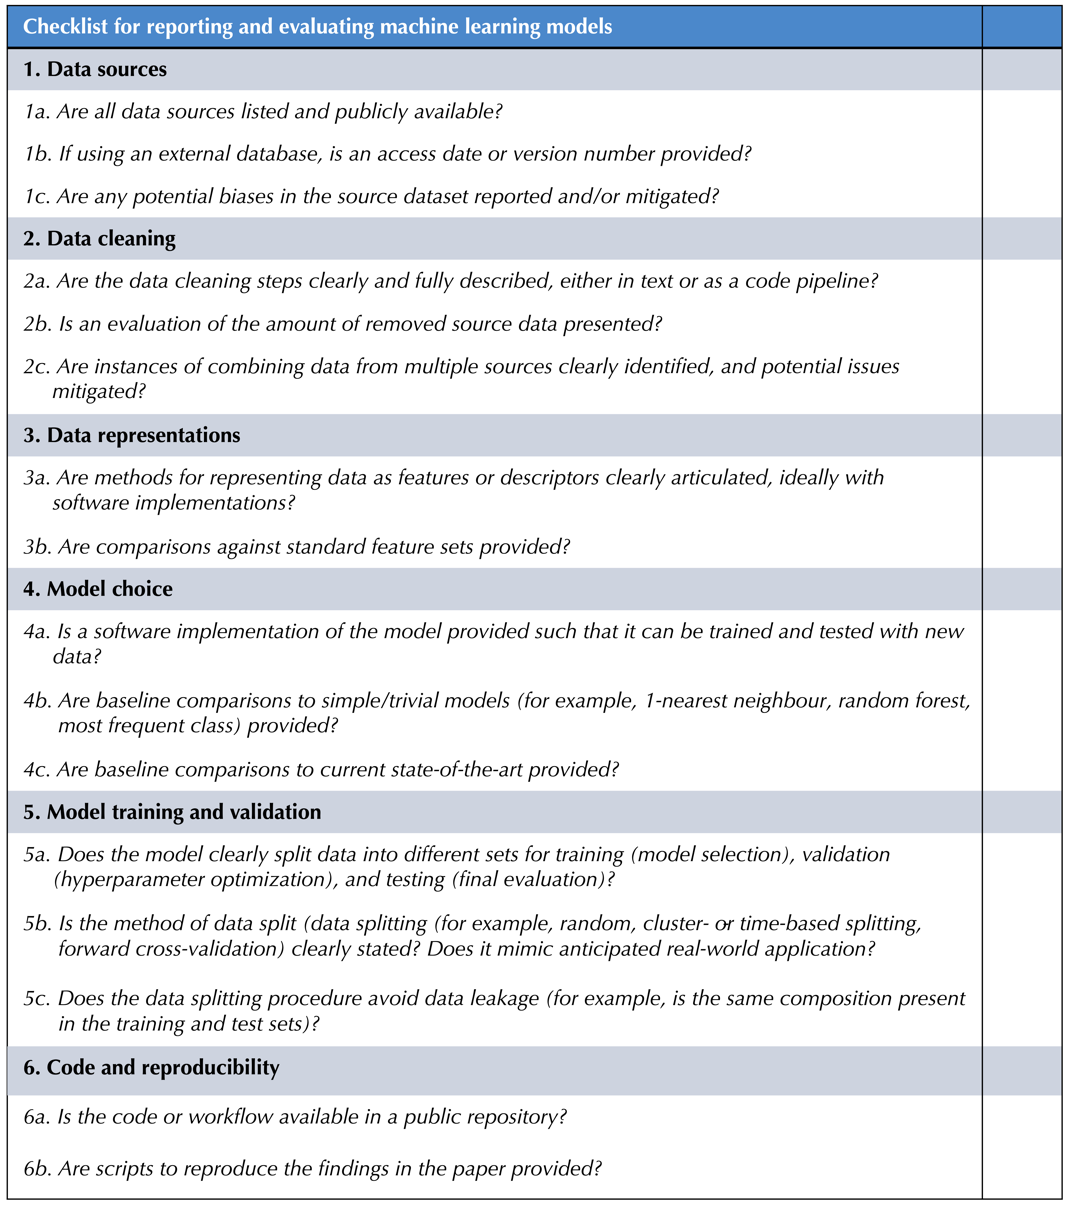 Checklist for reporting and evaluating machine learning models
1. Data sources
1a. Are all data sources listed and publicly available?
1b. If using an external database, is an access date or version number provided?
1c. Are any potential biases in the source dataset reported and/or mitigated?
2. Data cleaning
2a. Are the data cleaning steps clearly and fully described, either in text or as a code pipeline?
2b. Is an evaluation of the amount of removed source data presented?
2c. Are instances of combining data from multiple sources clearly identified, and potential issues
mitigated?
3. Data representations
3a. Are methods for representing data as features or descriptors clearly articulated, ideally with
software implementations?
3b. Are comparisons against standard feature sets provided?
4. Model choice
4a. Is a software implementation of the model provided such that it can be trained and tested with new
data?
4b. Are baseline comparisons to simple/trivial models (for example, 1-nearest neighbour, random forest,
most frequent class) provided?
4c. Are baseline comparisons to current state-of-the-art provided?
5. Model training and validation
5a. Does the model clearly split data into different sets for training (model selection), validation
(hyperparameter optimization), and testing (final evaluation)?
5b. Is the method of data split (data splitting (for example, random, cluster- or time-based splitting,
forward cross-validation) clearly stated? Does it mimic anticipated real-world application?
5c. Does the data splitting procedure avoid data leakage (for example, is the same composition present
in the training and test sets)?
6. Code and reproducibility
6a. Is the code or workflow available in a public repository?
6b. Are scripts to reproduce the findings in the paper provided?